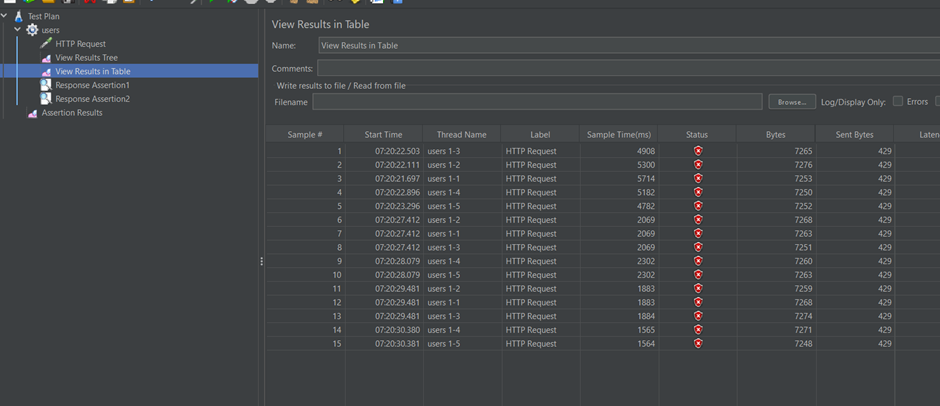 Test Plan
users
HTTP Request
View Results Tree
View Results in Table
Response Assertion1
Response Assertion2
Assertion Results
View Results in Table
Name: View Results in Table
Comments:
Write results to file / Read from file
Filename Browse... Log/Display Only: Errors
Sample # Start Time Thread Name Label Sample Time(ms) Status Bytes Sent Bytes Laten
1 07:20:22.503 users 1-3 HTTP Request 4908 7265 429
2 07:20:22.111 users 1-2 HTTP Request 5300 7276 429
3 07:20:21.697 users 1-1 HTTP Request 5714 7253 429
4 07:20:22.896 users 1-4 HTTP Request 5182 7250 429
5 07:20:23.296 users 1-5 HTTP Request 4782 7252 429
6 07:20:27.412 users 1-2 HTTP Request 2069 7268 429
7 07:20:27.412 users 1-1 HTTP Request 2069 7263 429
8 07:20:27.412 users 1-3 HTTP Request 2069 7251 429
9 07:20:28.079 users 1-4 HTTP Request 2302 7260 429
10 07:20:28.079 users 1-5 HTTP Request 2302 7263 429
11 07:20:29.481 users 1-2 HTTP Request 1883 7259 429
12 07:20:29.481 users 1-1 HTTP Request 1883 7268 429
13 07:20:29.481 users 1-3 HTTP Request 1884 7274 429
14 07:20:30.380 users 1-4 HTTP Request 1565 7271 429
15 07:20:30.381 users 1-5 HTTP Request 1564 7248 429